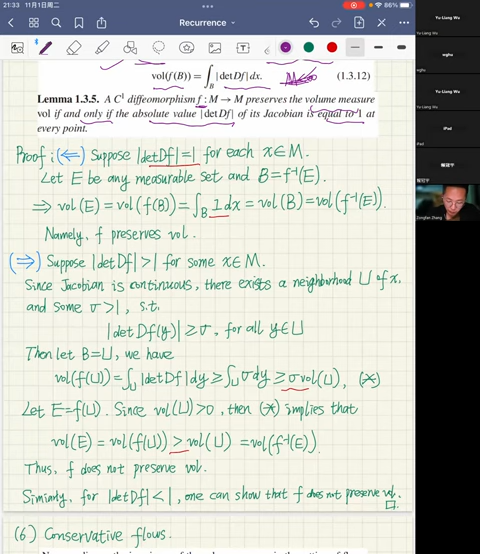 21:33 11月1日周二
86%
Recurrence
vol(f(B)) = ∫_B |det Df| dx. (1.3.12)
Lemma 1.3.5. A C¹ diffeomorphism f : M → M preserves the volume measure
vol if and only if the absolute value |det Df| of its Jacobian is equal to 1 at
every point.
Proof: (⇐) Suppose |det Df| = 1 for each x∈M.
Let E be any measurable set and B = f⁻¹(E).
⇒ vol(E) = vol(f(B)) = ∫_B 1 dx = vol(B) = vol(f⁻¹(E)).
Namely, f preserves vol.
(⇒) Suppose |det Df| > 1 for some x∈M.
Since Jacobian is continuous, there exists a neighborhood U of x,
and some σ > 1, s.t.
|det Df(y)| ≥ σ, for all y∈U
Then let B = U, we have
vol(f(U)) = ∫_U |det Df| dy ≥ ∫_U σ dy ≥ σ vol(U), (*)
Let E = f(U). Since vol(U) > 0, then (*) implies that
vol(E) = vol(f(U)) > vol(U) = vol(f⁻¹(E)).
Thus, f does not preserve vol.
Similarly, for |det Df| < 1, one can show that f does not preserve vol. □
(6) Conservative flows.
Yu-Liang Wu
Yu-Liang Wu
wghu
wghu
iPad
iPad
Zongfan Zhang